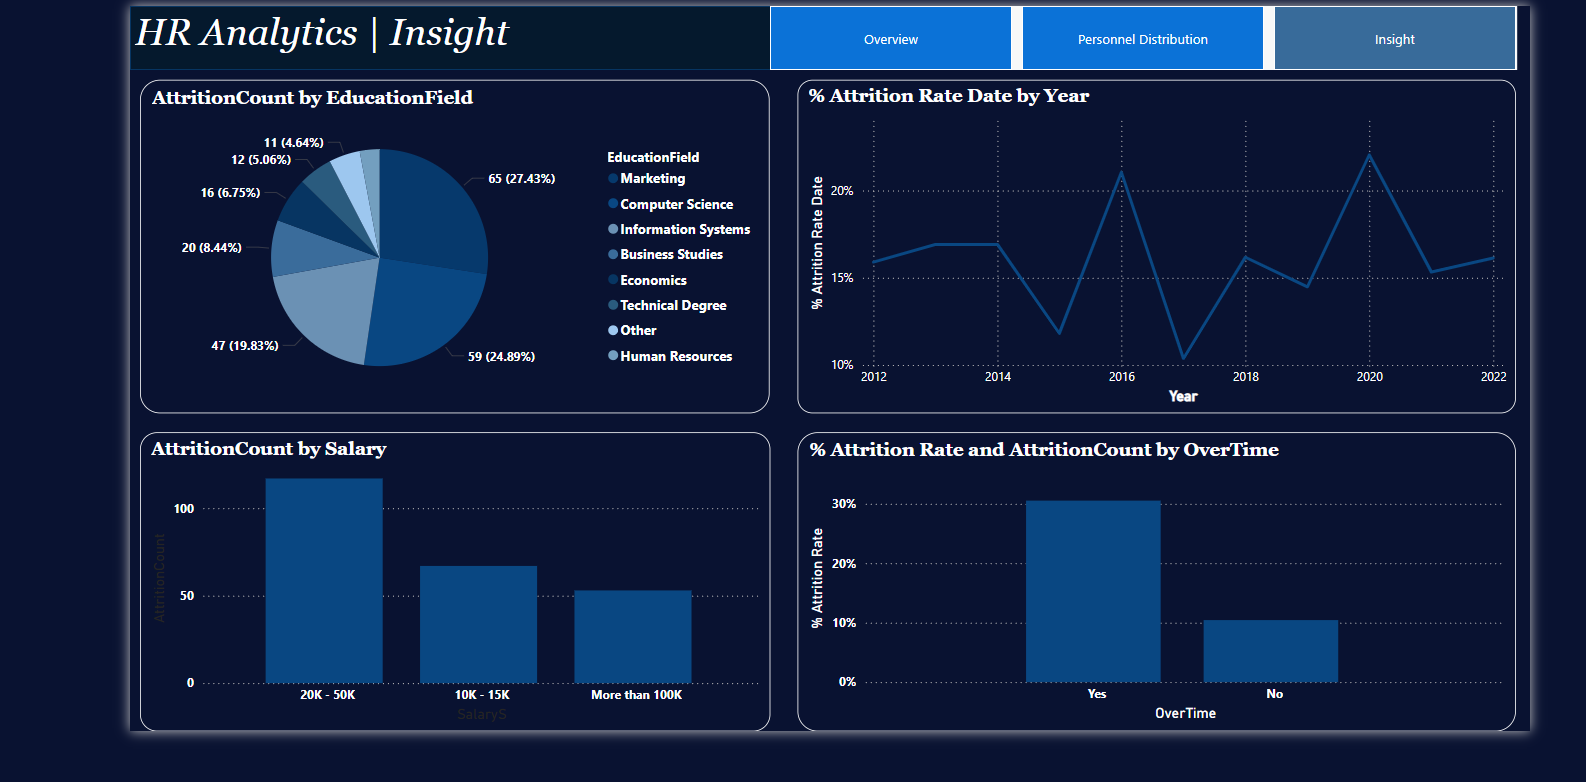 HR Analytics | Insight
Overview
Personnel Distribution
Insight
AttritionCount by EducationField
11 (4.64%)
12 (5.06%)
16 (6.75%)
20 (8.44%)
47 (19.83%)
65 (27.43%)
59 (24.89%)
EducationField
Marketing
Computer Science
Information Systems
Business Studies
Economics
Technical Degree
Other
Human Resources
% Attrition Rate Date by Year
% Attrition Rate Date
20%
15%
10%
2012
2014
2016
2018
2020
2022
Year
AttritionCount by Salary
AttritionCount
100
50
0
20K - 50K
10K - 15K
More than 100K
SalaryS
% Attrition Rate and AttritionCount by OverTime
% Attrition Rate
30%
20%
10%
0%
Yes
No
OverTime